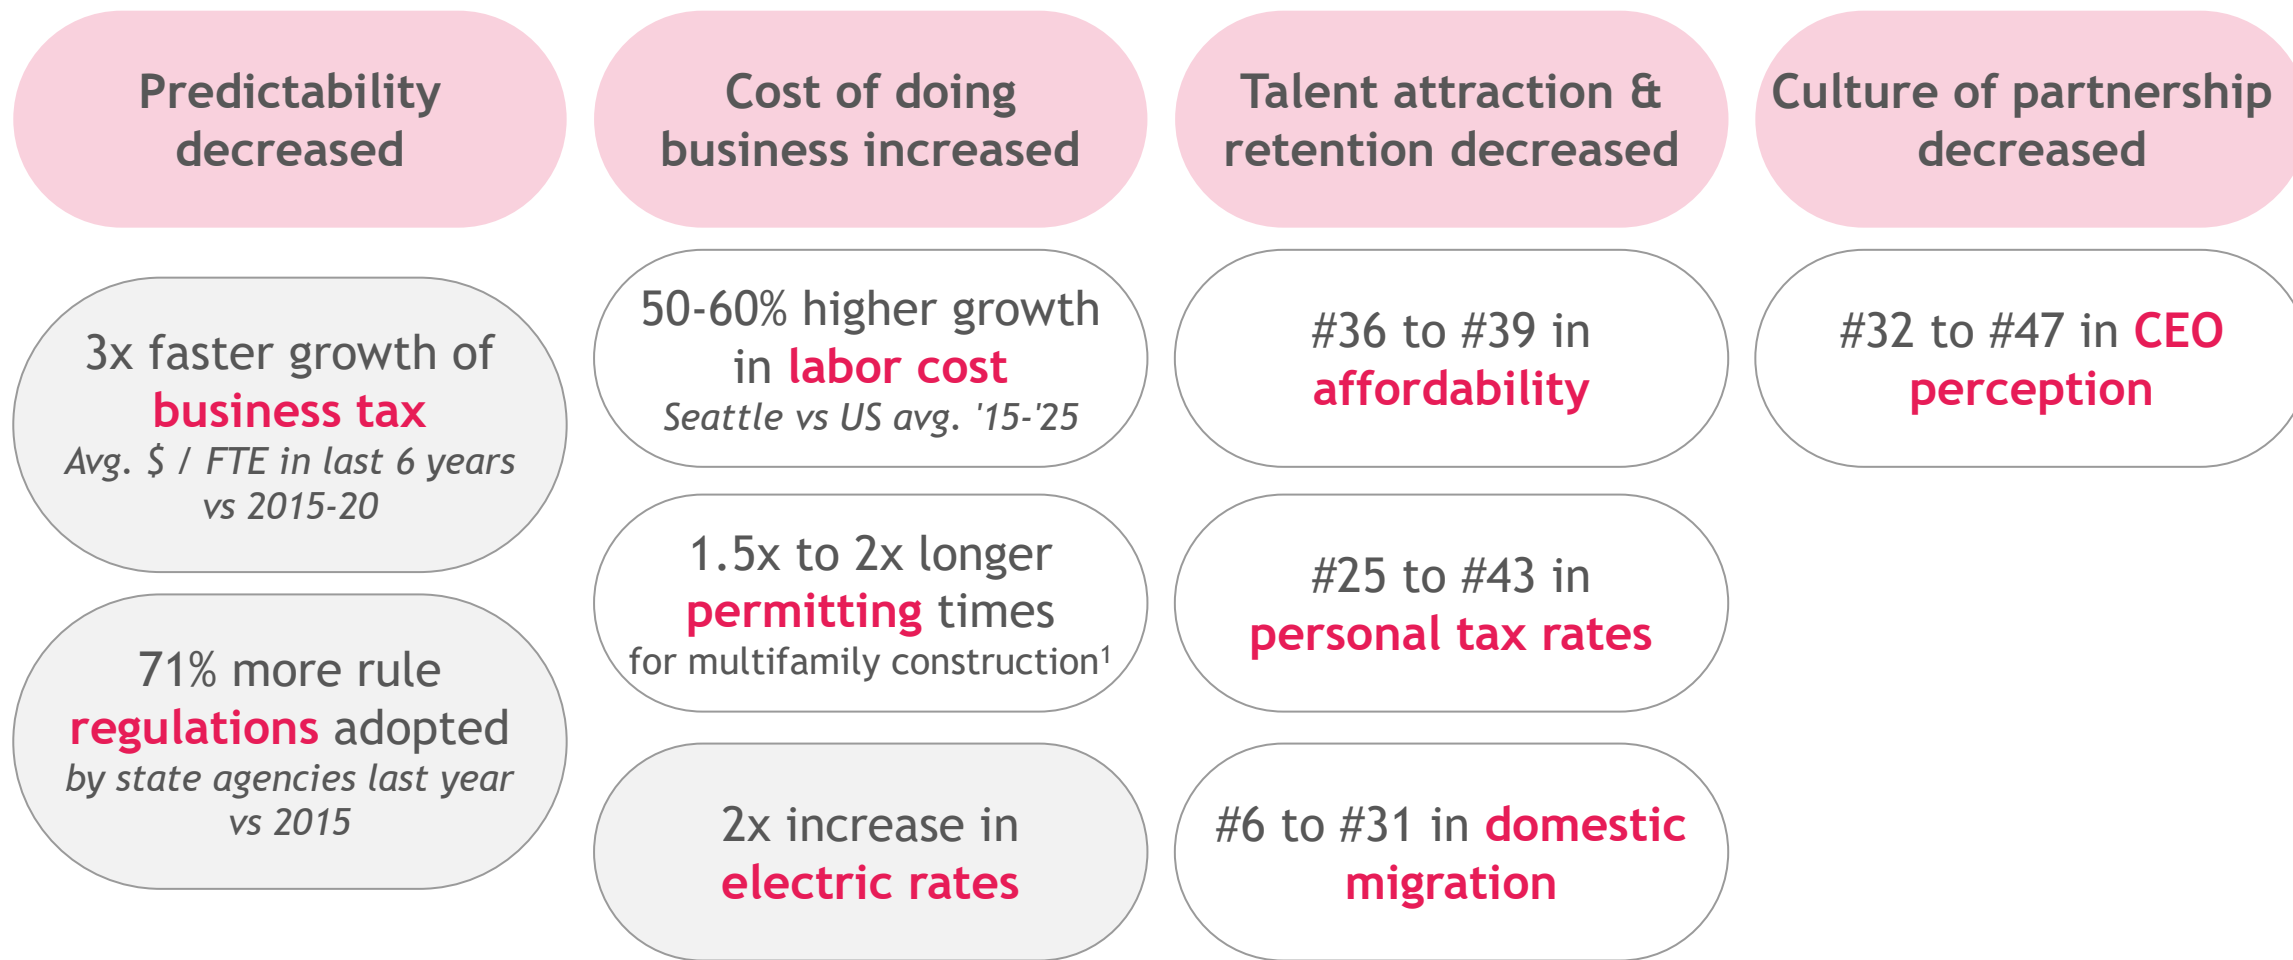 Predictability
decreased
3x faster growth of
business tax
Avg. $ / FTE in last 6 years
vs 2015-20
71% more rule
regulations adopted
by state agencies last year
vs 2015
Cost of doing
business increased
50-60% higher growth
in labor cost
Seattle vs US avg. '15-'25
1.5x to 2x longer
permitting times
for multifamily construction¹
2x increase in
electric rates
Talent attraction &
retention decreased
#36 to #39 in
affordability
#25 to #43 in
personal tax rates
#6 to #31 in domestic
migration
Culture of partnership
decreased
#32 to #47 in CEO
perception